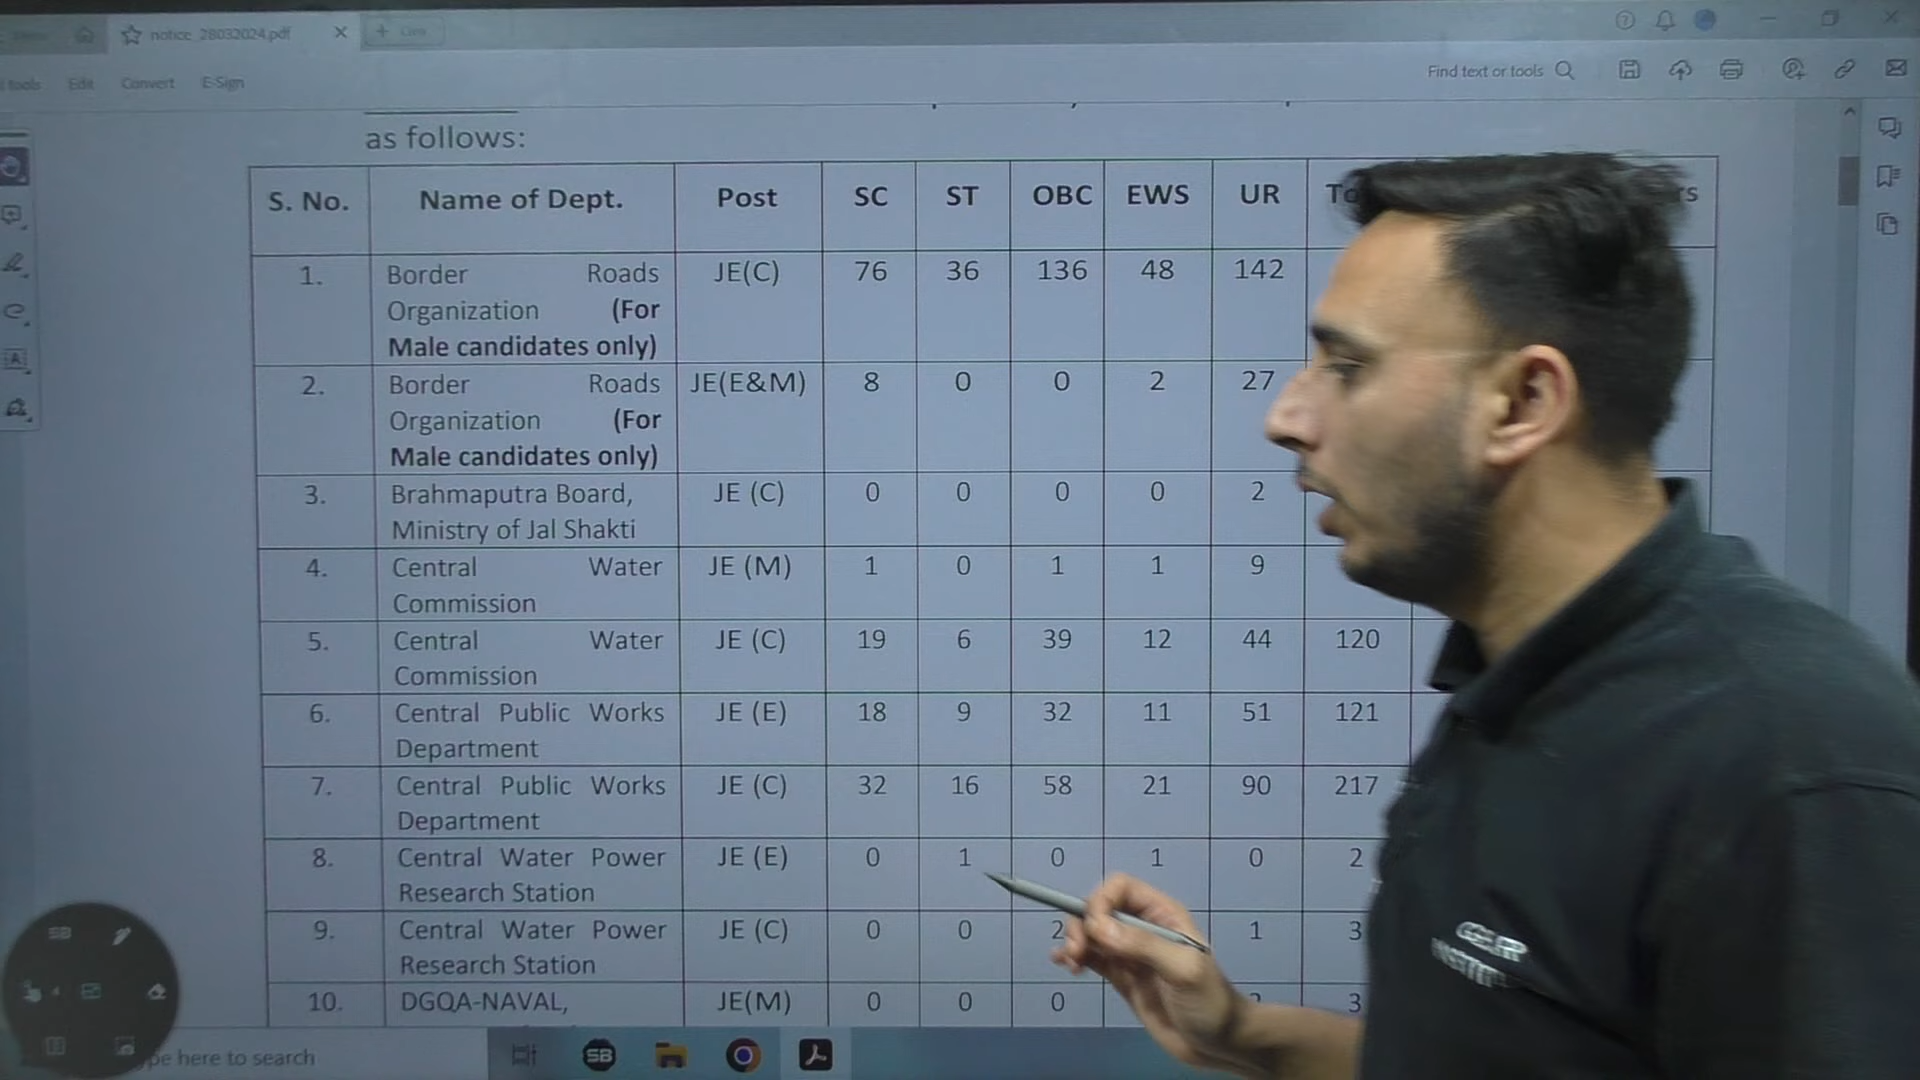 notice_28032024.pdf
Edit Convert E-Sign
Find text or tools
as follows:
S. No. Name of Dept. Post SC ST OBC EWS UR
1. Border Roads JE(C) 76 36 136 48 142
Organization (For
Male candidates only)
2. Border Roads JE(E&M) 8 0 0 2 27
Organization (For
Male candidates only)
3. Brahmaputra Board, JE (C) 0 0 0 0 2
Ministry of Jal Shakti
4. Central Water JE (M) 1 0 1 1 9
Commission
5. Central Water JE (C) 19 6 39 12 44 120
Commission
6. Central Public Works JE (E) 18 9 32 11 51 121
Department
7. Central Public Works JE (C) 32 16 58 21 90 217
Department
8. Central Water Power JE (E) 0 1 0 1 0 2
Research Station
9. Central Water Power JE (C) 0 0 2 1 3
Research Station
10. DGQA-NAVAL, JE(M) 0 0 0 3
here to search
SB
SB